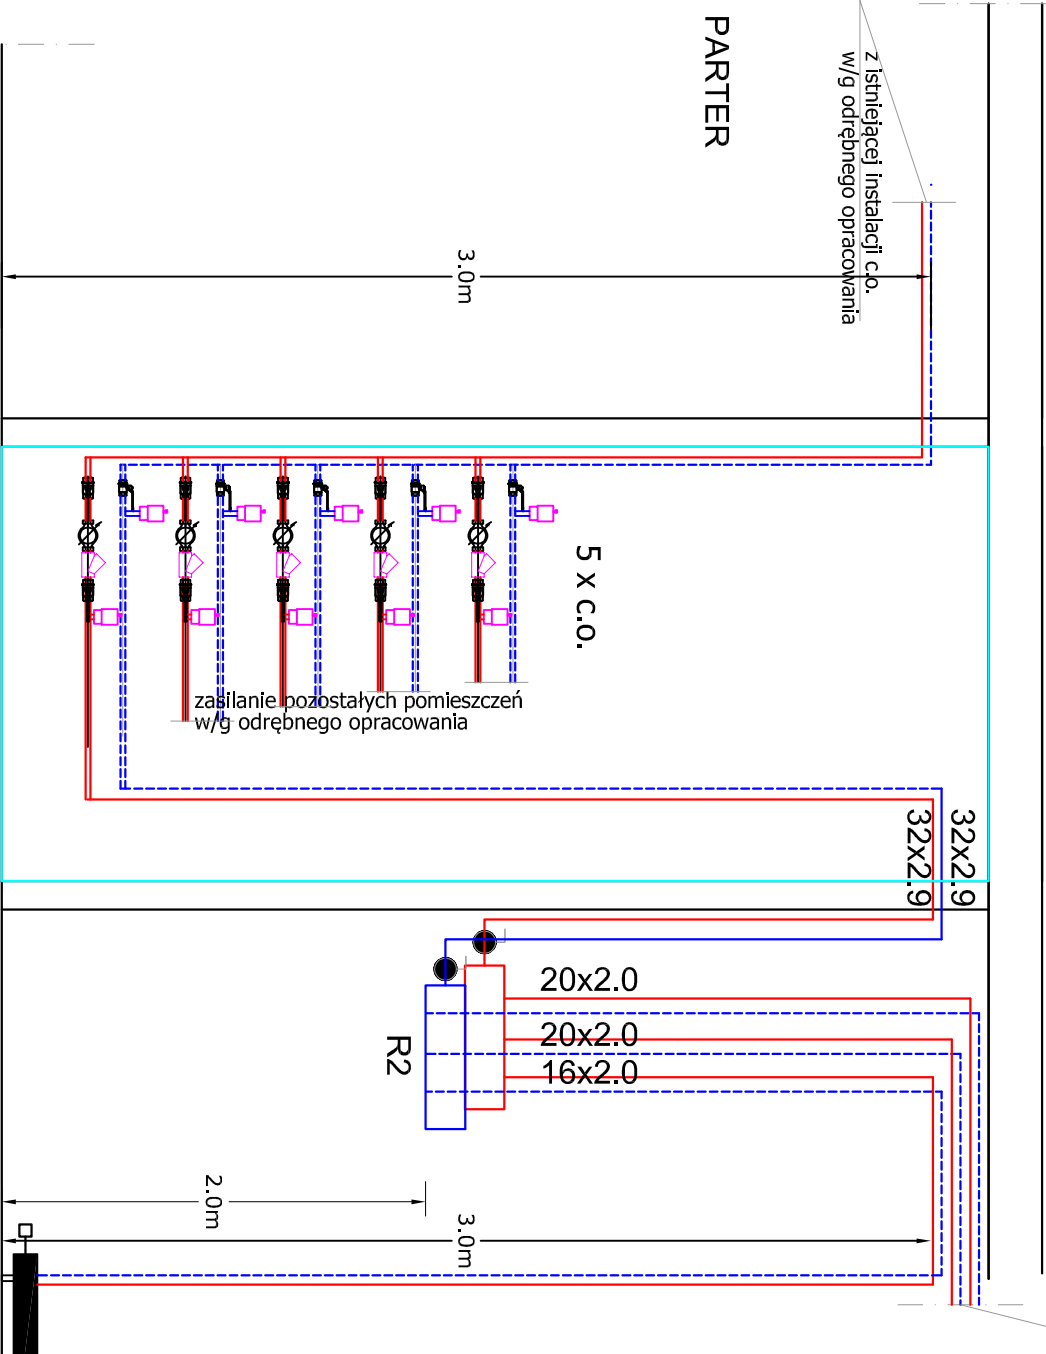 PARTER
z istniejącej instalacji c.o.
w/g odrębnego opracowania
3.0m
5 x c.o.
zasilanie pozostałych pomieszczeń
w/g odrębnego opracowania
32x2.9
32x2.9
20x2.0
20x2.0
16x2.0
R2
2.0m
3.0m